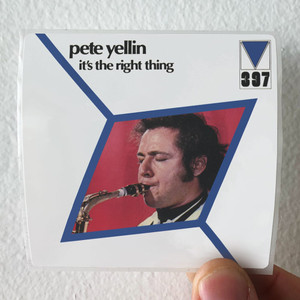 pete yellin
it's the right thing
397